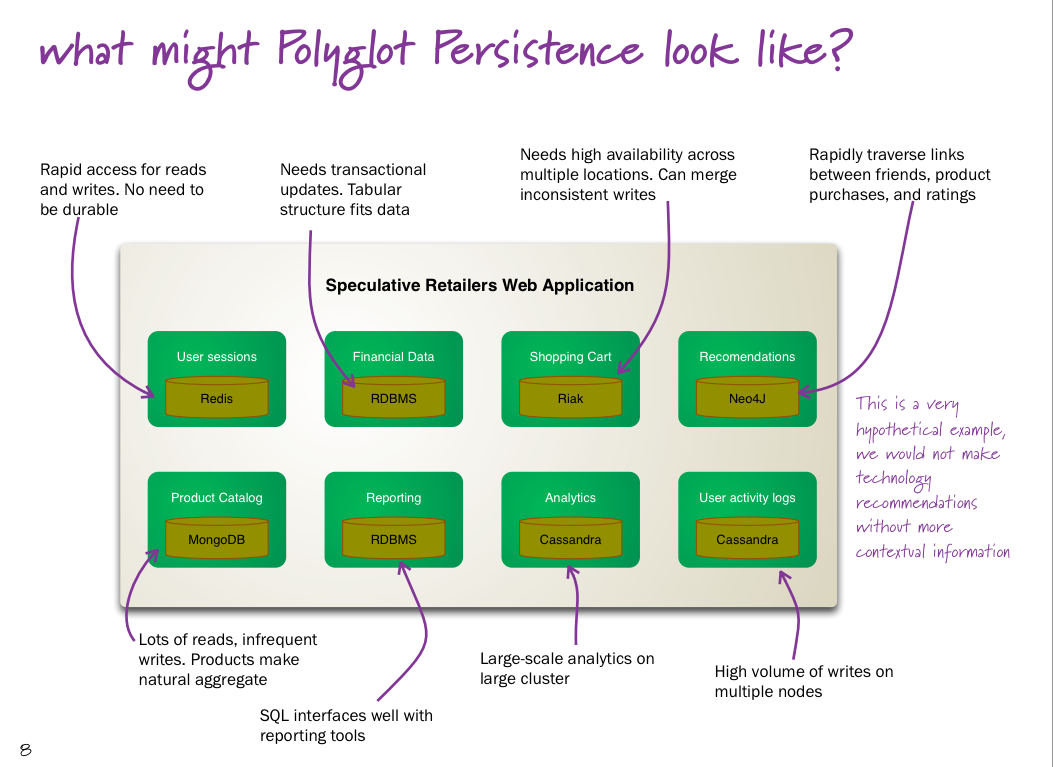 what might Polyglot Persistence look like?
Rapid access for reads
and writes. No need to
be durable
Needs transactional
updates. Tabular
structure fits data
Needs high availability across
multiple locations. Can merge
inconsistent writes
Rapidly traverse links
between friends, product
purchases, and ratings
Speculative Retailers Web Application
User sessions
Redis
Financial Data
RDBMS
Shopping Cart
Riak
Recomendations
Neo4J
This is a very
hypothetical example,
we would not make
technology
recommendations
without more
contextual information
Product Catalog
MongoDB
Reporting
RDBMS
Analytics
Cassandra
User activity logs
Cassandra
Lots of reads, infrequent
writes. Products make
natural aggregate
SQL interfaces well with
reporting tools
Large-scale analytics on
large cluster
High volume of writes on
multiple nodes
8